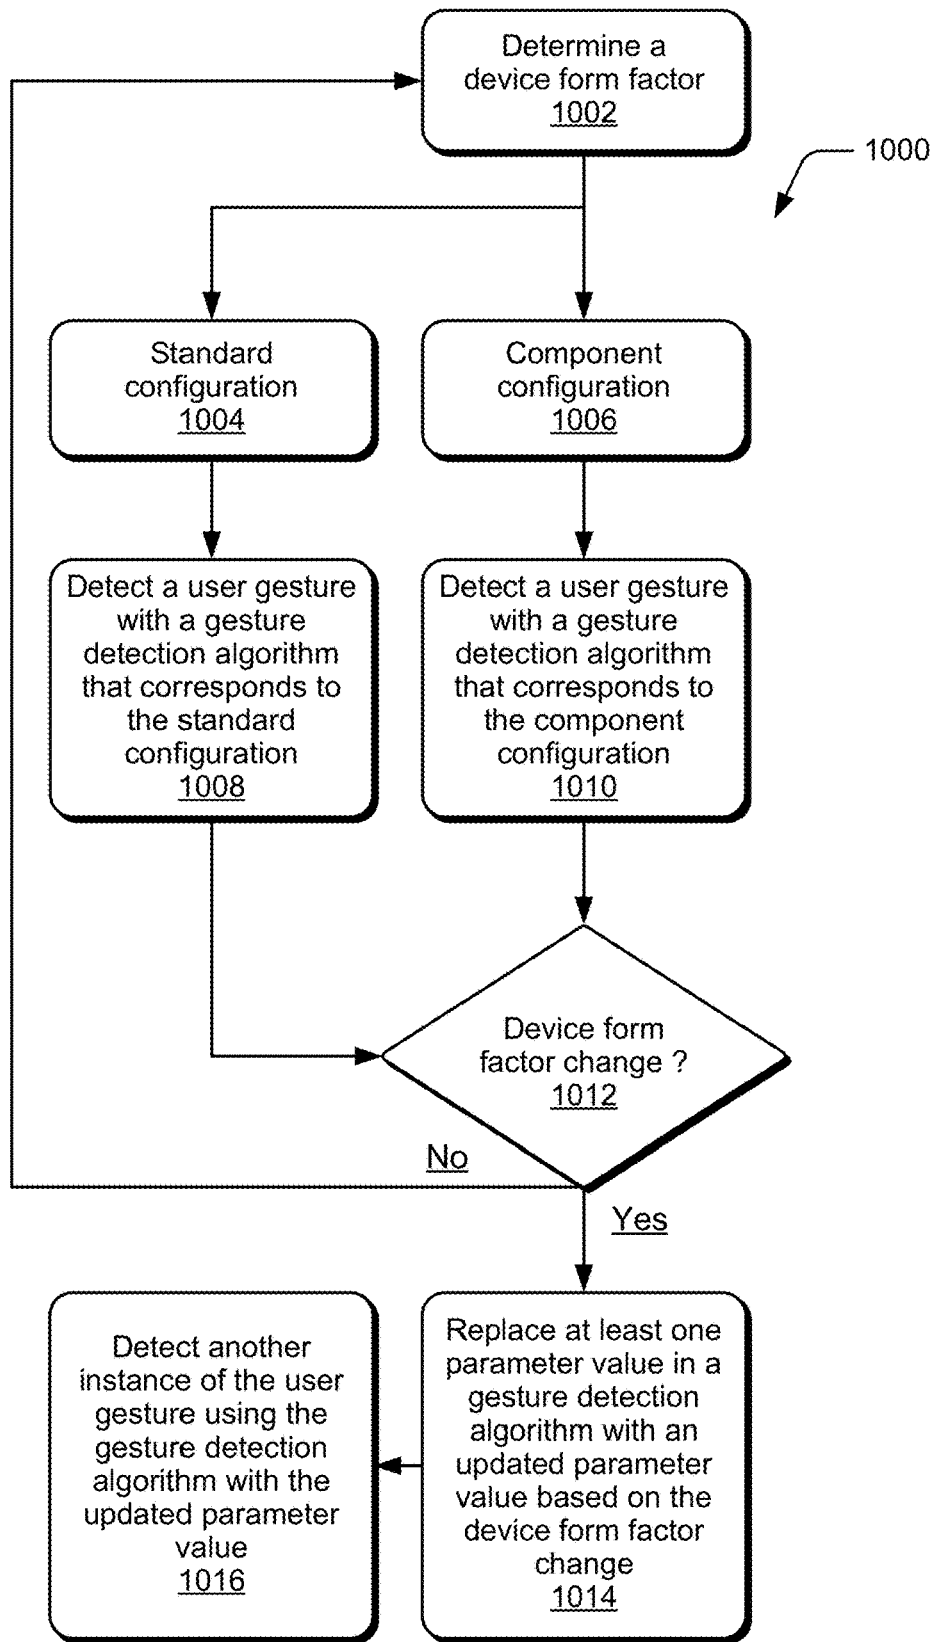 Determine a
device form factor
1002
1000
Standard
configuration
1004
Component
configuration
1006
Detect a user gesture
with a gesture
detection algorithm
that corresponds to
the standard
configuration
1008
Detect a user gesture
with a gesture
detection algorithm
that corresponds to
the component
configuration
1010
Device form
factor change ?
1012
No
Yes
Replace at least one
parameter value in a
gesture detection
algorithm with an
updated parameter
value based on the
device form factor
change
1014
Detect another
instance of the user
gesture using the
gesture detection
algorithm with the
updated parameter
value
1016